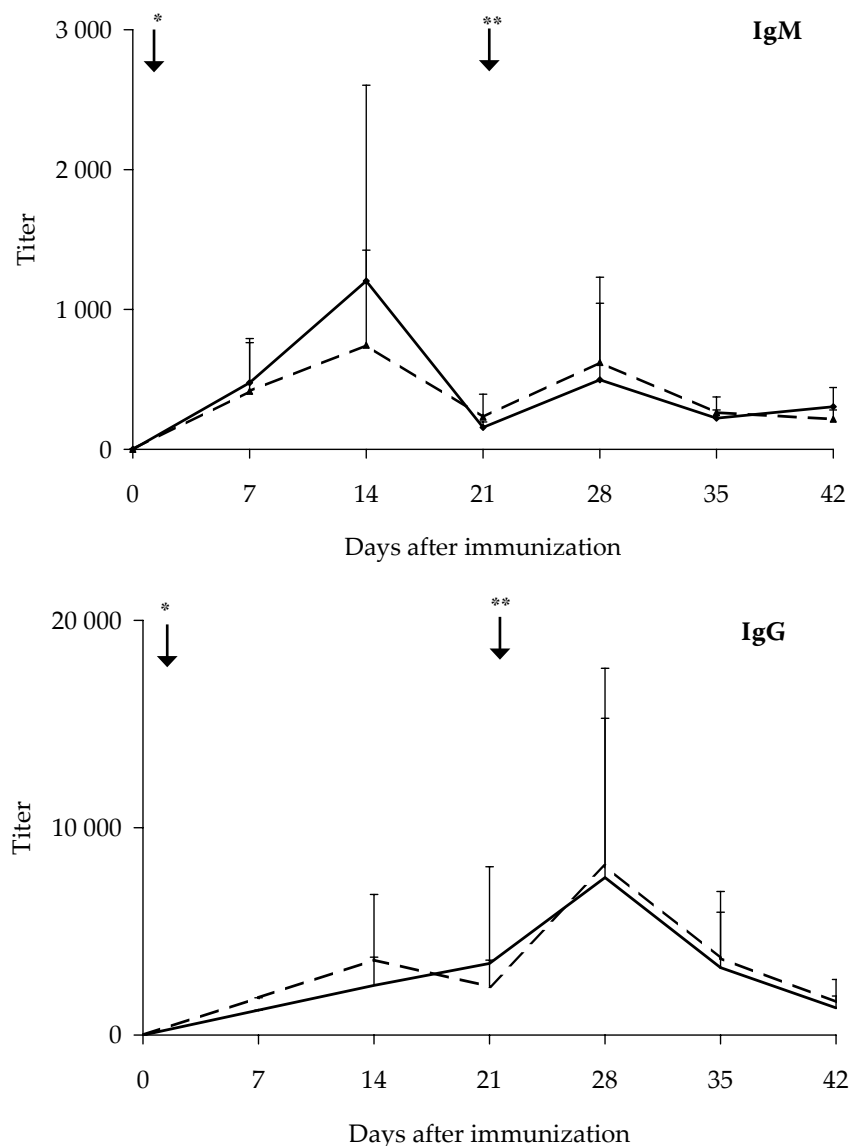 * ** IgM
3 000
2 000
1 000
0
Titer
0 7 14 21 28 35 42
Days after immunization
* ** IgG
20 000
10 000
0
Titer
0 7 14 21 28 35 42
Days after immunization